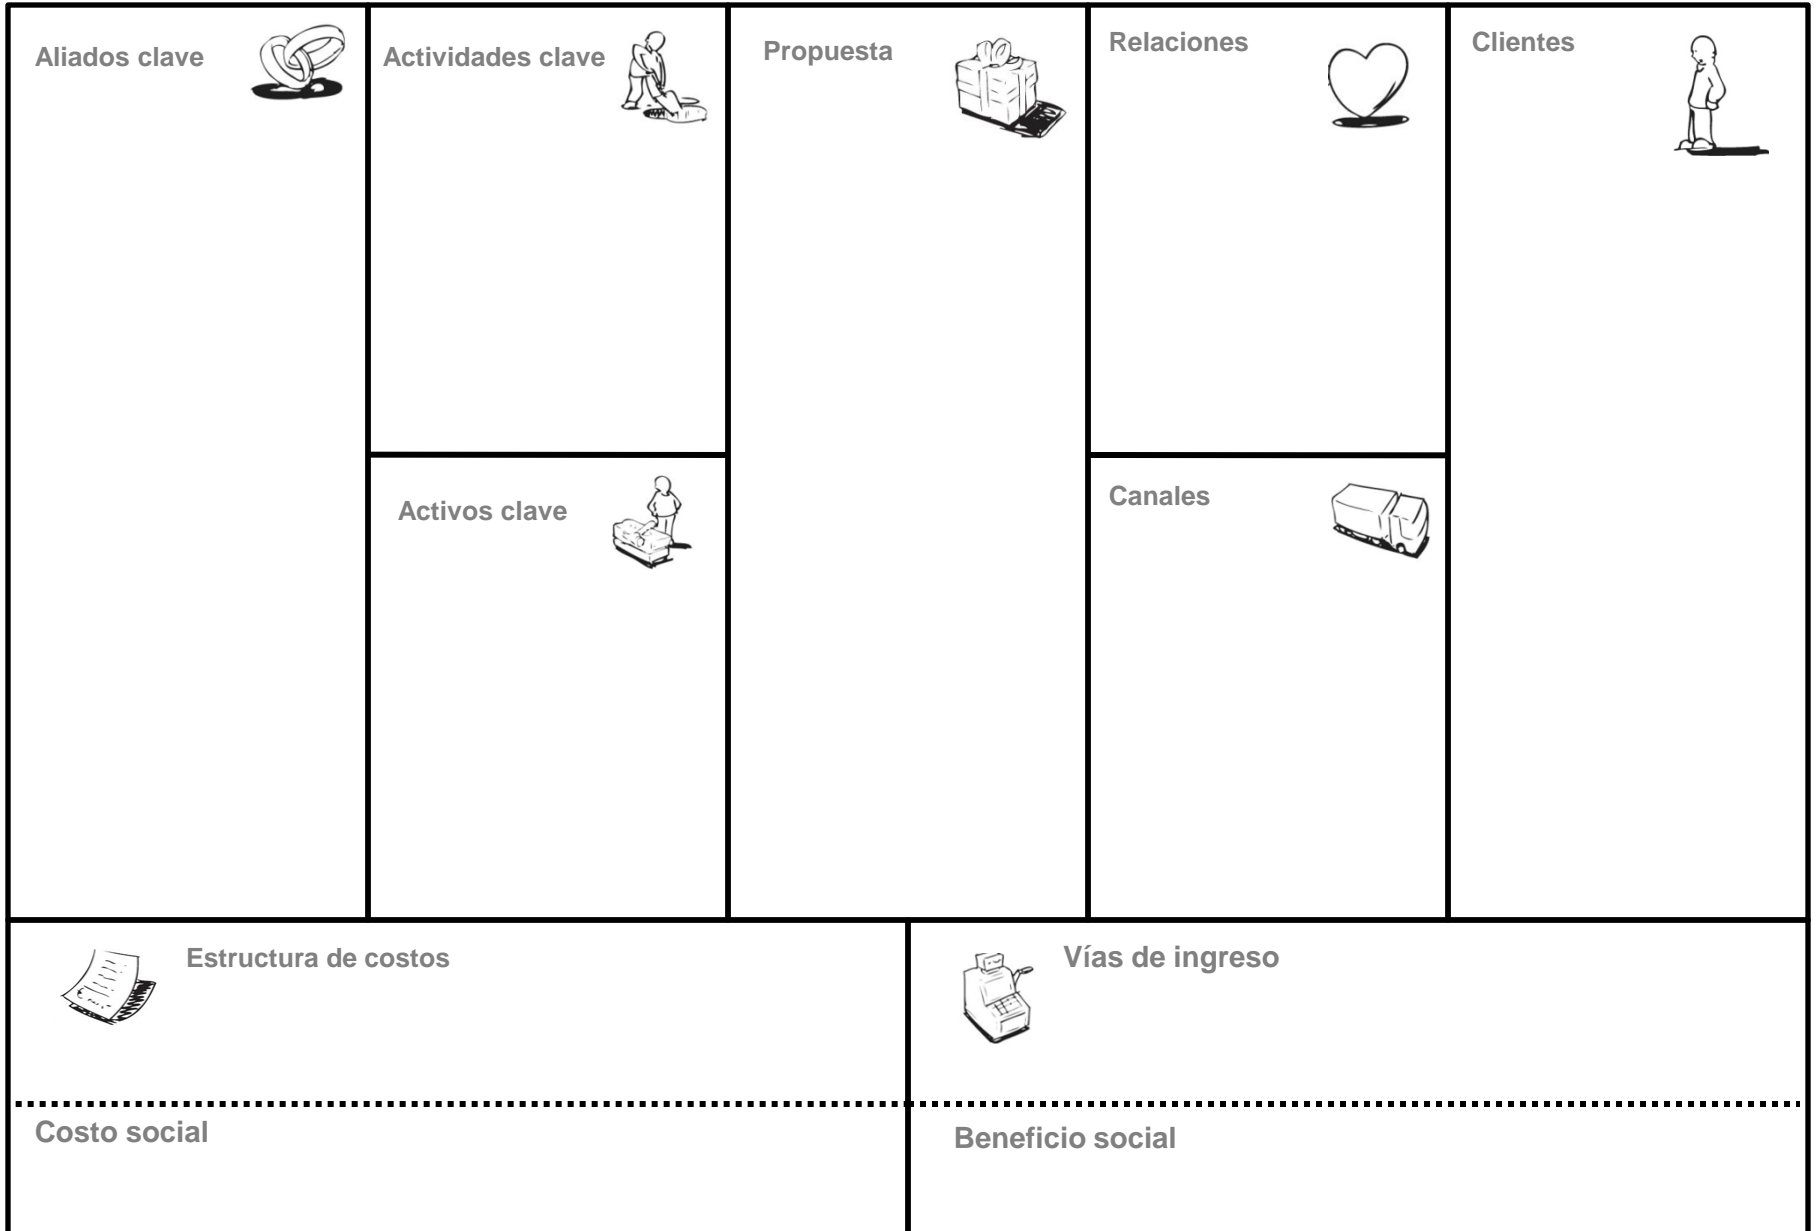 Aliados clave
Actividades clave
Propuesta
Relaciones
Clientes
Activos clave
Canales
Estructura de costos
Vías de ingreso
Costo social
Beneficio social